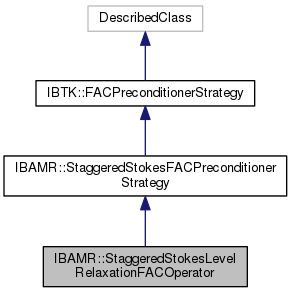 DescribedClass
IBTK::FACPreconditionerStrategy
IBAMR::StaggeredStokesFACPreconditioner
Strategy
IBAMR::StaggeredStokesLevel
RelaxationFACOperator